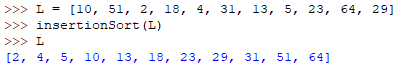 >>> L = [10, 51, 2, 18, 4, 31, 13, 5, 23, 64, 29]
>>> insertionSort(L)
>>> L
[2, 4, 5, 10, 13, 18, 23, 29, 31, 51, 64]